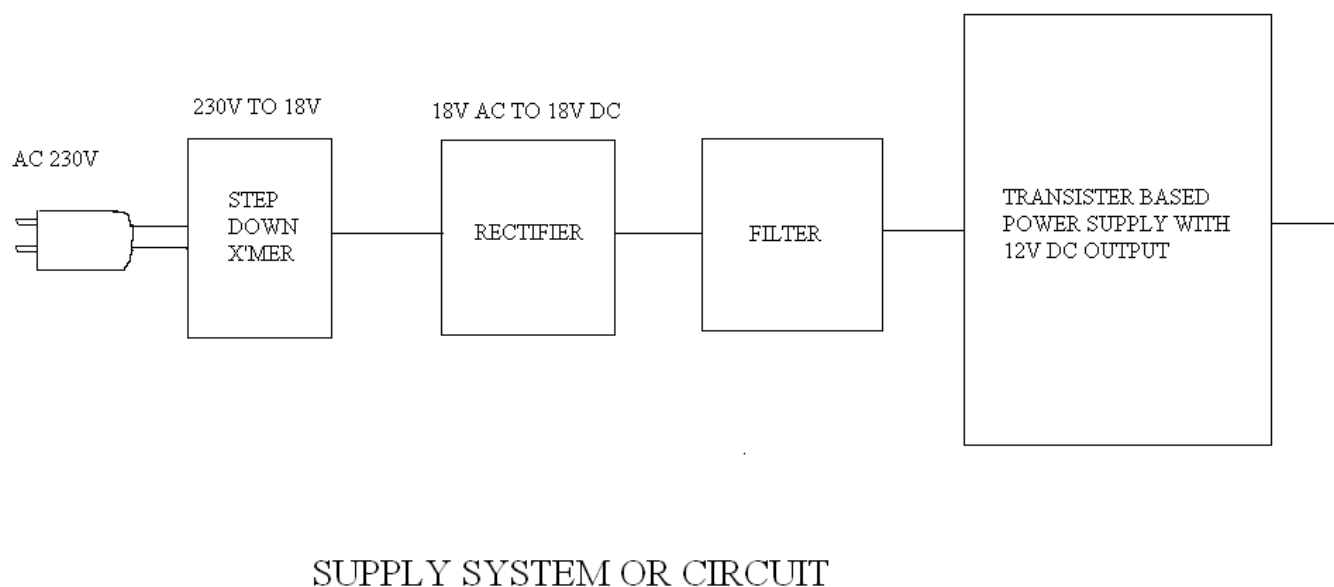 230V TO 18V
18V AC TO 18V DC
AC 230V
STEP
DOWN
X'MER
RECTIFIER
FILTER
TRANSISTER BASED
POWER SUPPLY WITH
12V DC OUTPUT
SUPPLY SYSTEM OR CIRCUIT